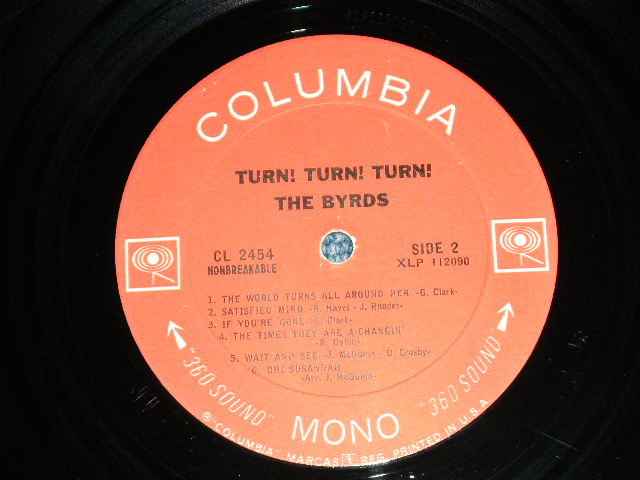 COLUMBIA
TURN! TURN! TURN!
THE BYRDS
CL 2454
NONBREAKABLE
SIDE 2
XLP 112090
1. THE WORLD TURNS ALL AROUND HER -G. Clark-
2. SATISFIED MIND -R. Hayes - J. Rhodes-
3. IF YOU'RE GONE -G. Clark-
4. THE TIMES THEY ARE A-CHANGIN'
-B. Dylan-
5. WAIT AND SEE -J. McGuinn - D. Crosby-
6. OH! SUSANNAH
-Arr. J. McGuinn-
"360 SOUND"
MONO
"360 SOUND"
® "COLUMBIA" MARCAS REG. PRINTED IN U.S.A.